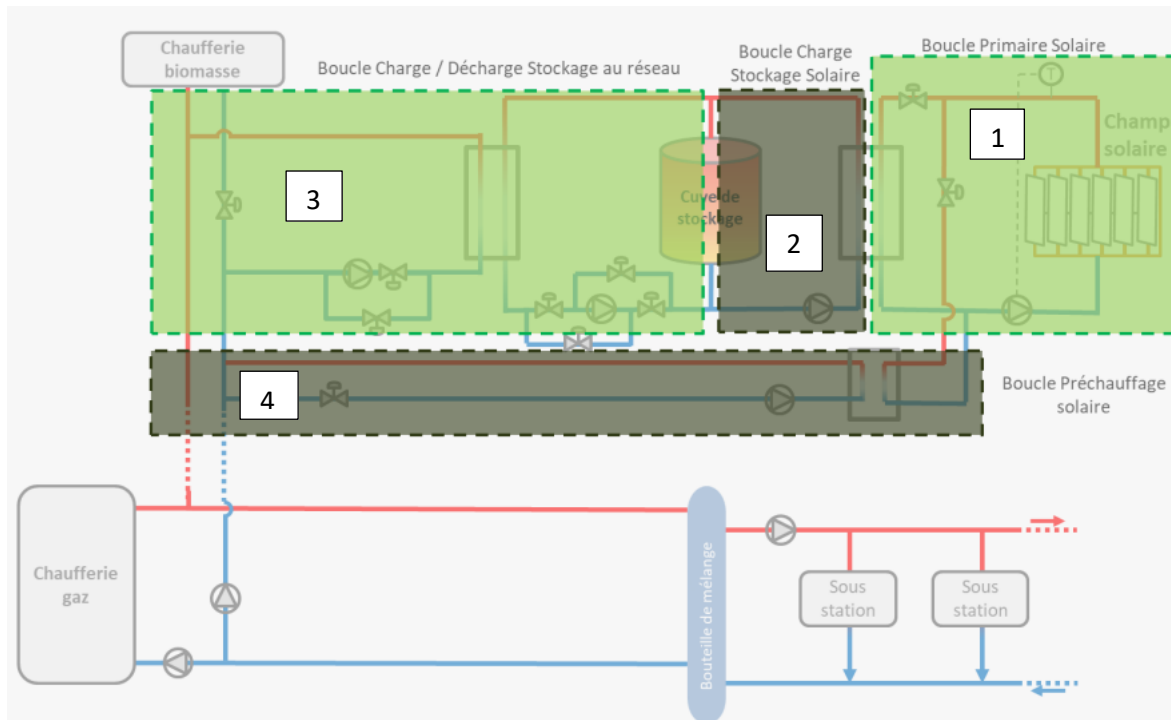 Chaufferie
biomasse
Boucle Charge / Décharge Stockage au réseau
Boucle Charge
Stockage Solaire
Boucle Primaire Solaire
T
1
Champ
solaire
3
Cuve de
stockage
2
4
Boucle Préchauffage
solaire
Chaufferie
gaz
Bouteille de mélange
Sous
station
Sous
station